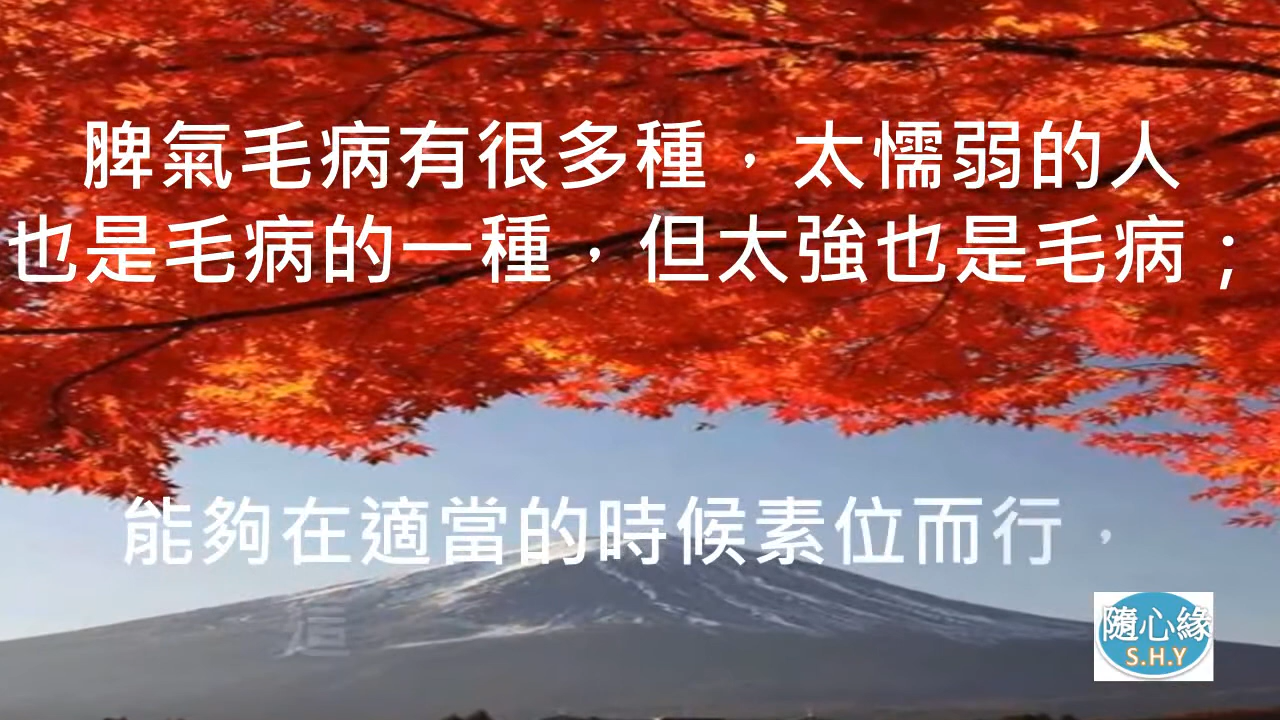 脾氣毛病有很多種，太懦弱的人
也是毛病的一種，但太強也是毛病；
能夠在適當的時候素位而行，
這
隨心緣
S.H.Y